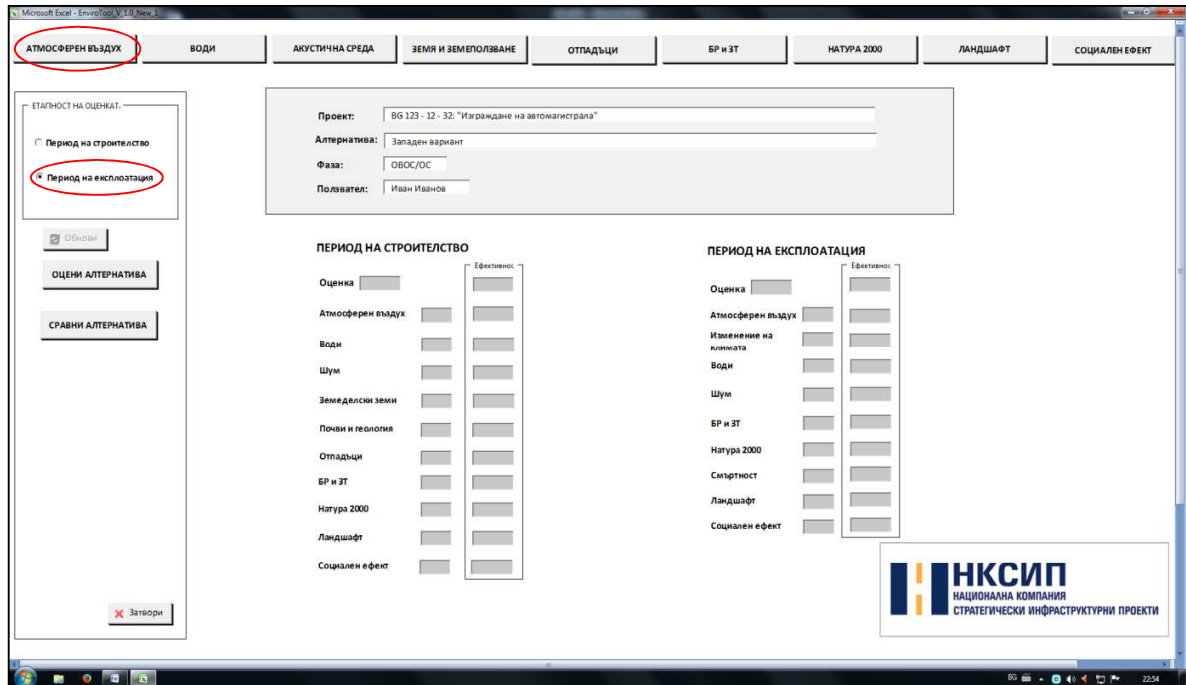 Microsoft Excel - EnviroTool_V_1.0_New_1
АТМОСФЕРЕН ВЪЗДУХ
ВОДИ
АКУСТИЧНА СРЕДА
ЗЕМЯ И ЗЕМЕПОЛЗВАНЕ
ОТПАДЪЦИ
БР и ЗТ
НАТУРА 2000
ЛАНДШАФТ
СОЦИАЛЕН ЕФЕКТ
ЕТАПНОСТ НА ОЦЕНКАТ.
Период на строителство
Период на експлоатация
Обнови
ОЦЕНИ АЛТЕРНАТИВА
СРАВНИ АЛТЕРНАТИВА
Затвори
Проект: BG 123 - 12 - 32: "Изграждане на автомагистрала"
Алтернатива: Западен вариант
Фаза: ОВОС/ОС
Ползвател: Иван Иванов
ПЕРИОД НА СТРОИТЕЛСТВО
Ефективнос
Оценка
Атмосферен въздух
Води
Шум
Земеделски земи
Почви и геология
Отпадъци
БР и ЗТ
Натура 2000
Ландшафт
Социален ефект
ПЕРИОД НА ЕКСПЛОАТАЦИЯ
Ефективнос
Оценка
Атмосферен въздух
Изменение на
климата
Води
Шум
БР и ЗТ
Натура 2000
Смъртност
Ландшафт
Социален ефект
НКСИП
НАЦИОНАЛНА КОМПАНИЯ
СТРАТЕГИЧЕСКИ ИНФРАСТРУКТУРНИ ПРОЕКТИ
BG
22:54